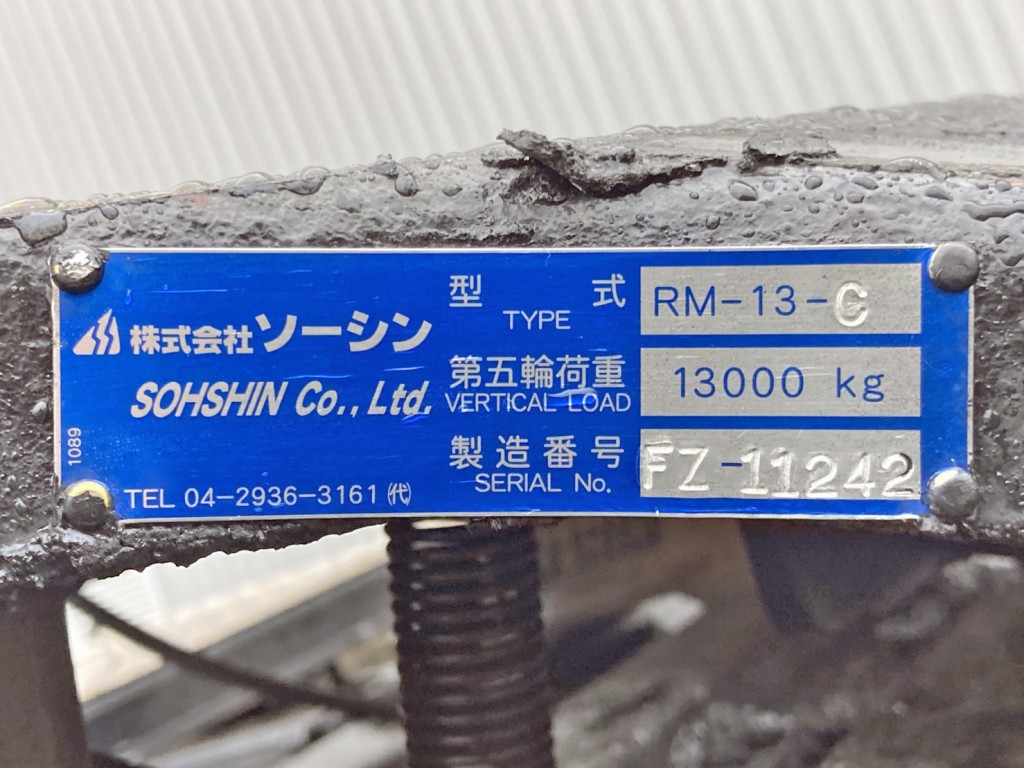 株式会社ソーシン
SOHSHIN Co., Ltd.
1089
TEL 04-2936-3161 ㈹
型式 RM-13-C
TYPE
第五輪荷重 13000 kg
VERTICAL LOAD
製造番号 FZ-11242
SERIAL No.